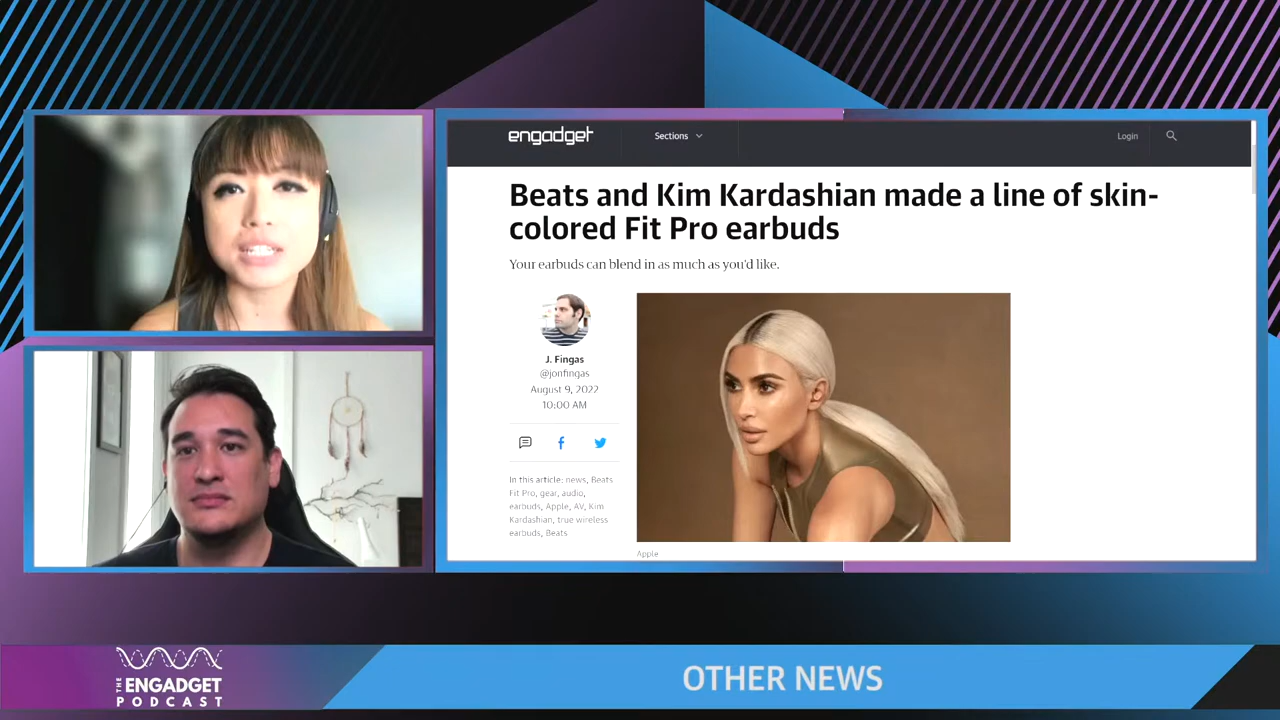 engadget
Sections
Login
Beats and Kim Kardashian made a line of skin-
colored Fit Pro earbuds
Your earbuds can blend in as much as you'd like.
J. Fingas
@jonfingas
August 9, 2022
10:00 AM
In this article: news, Beats
Fit Pro, gear, audio,
earbuds, Apple, AV, Kim
Kardashian, true wireless
earbuds, Beats
Apple
THE
ENGADGET
PODCAST
OTHER NEWS